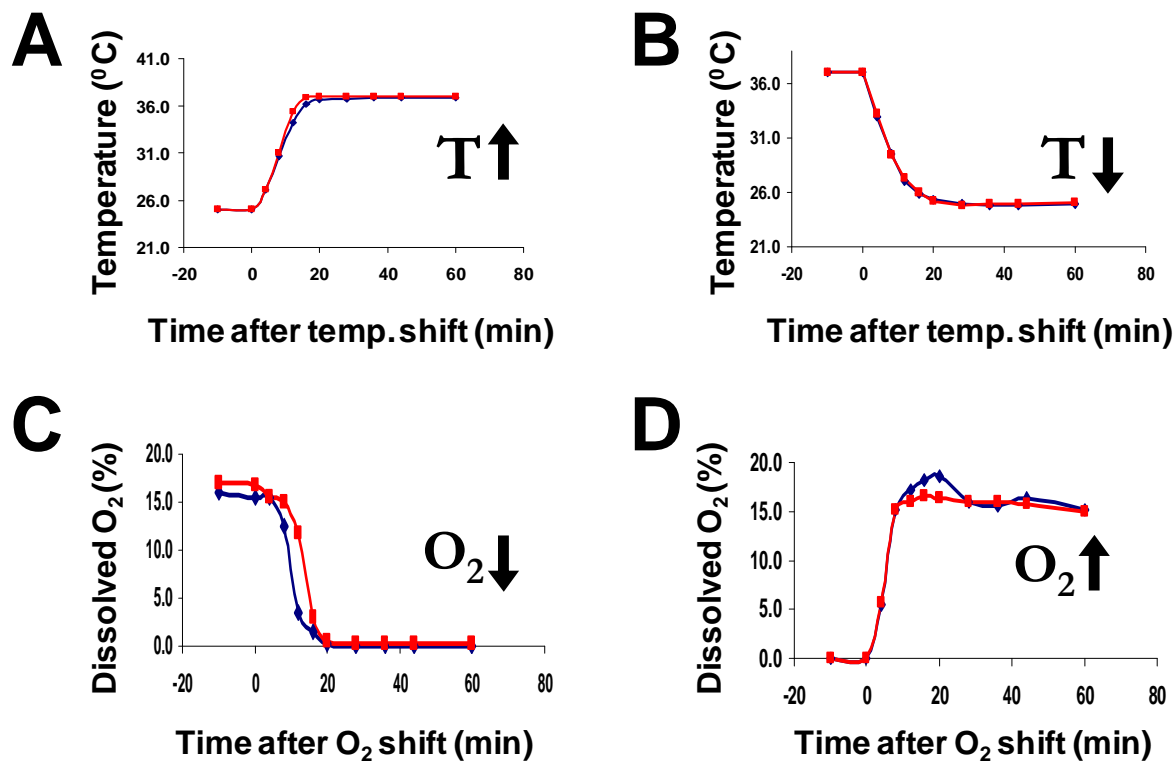 A
Temperature (⁰C)
41.0
36.0
31.0
26.0
21.0
-20
0
20
40
60
80
T
Time after temp. shift (min)
B
Temperature (⁰C)
36.0
31.0
26.0
21.0
-20
0
20
40
60
80
T
Time after temp. shift (min)
C
Dissolved O₂ (%)
20.0
15.0
10.0
5.0
0.0
-20
0
20
40
60
80
O₂
Time after O₂ shift (min)
D
Dissolved O₂ (%)
20.0
15.0
10.0
5.0
0.0
-20
0
20
40
60
80
O₂
Time after O₂ shift (min)